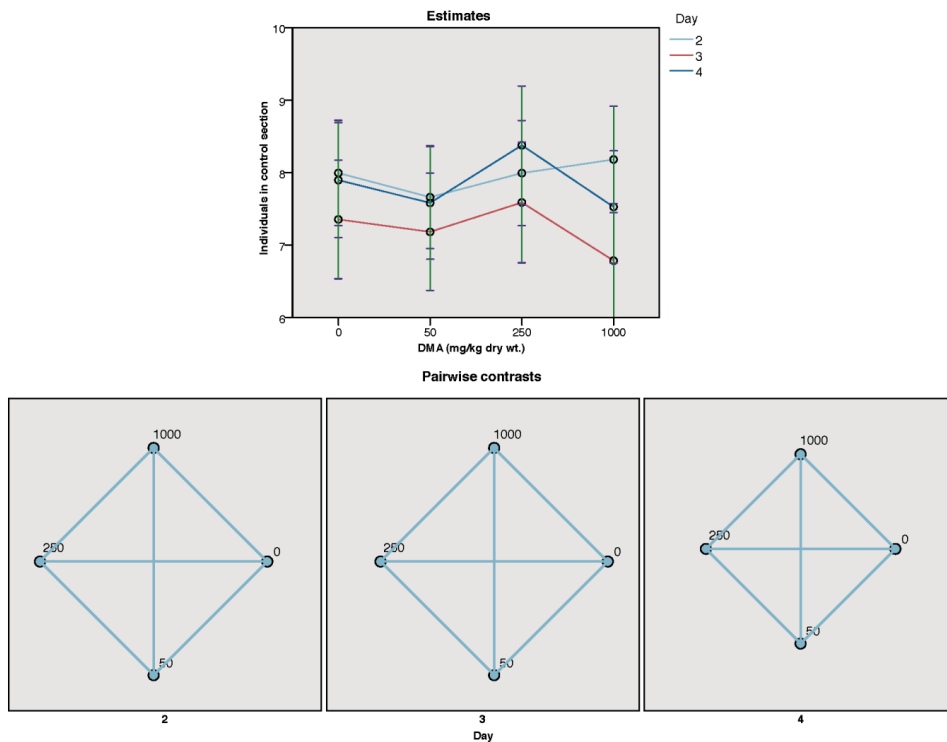 Estimates
Day
2
3
4
Individuals in control section
10
9
8
7
6
0 50 250 1000
DMA (mg/kg dry wt.)
Pairwise contrasts
1000
250
0
50
1000
250
0
50
1000
250
0
50
2 3 4
Day